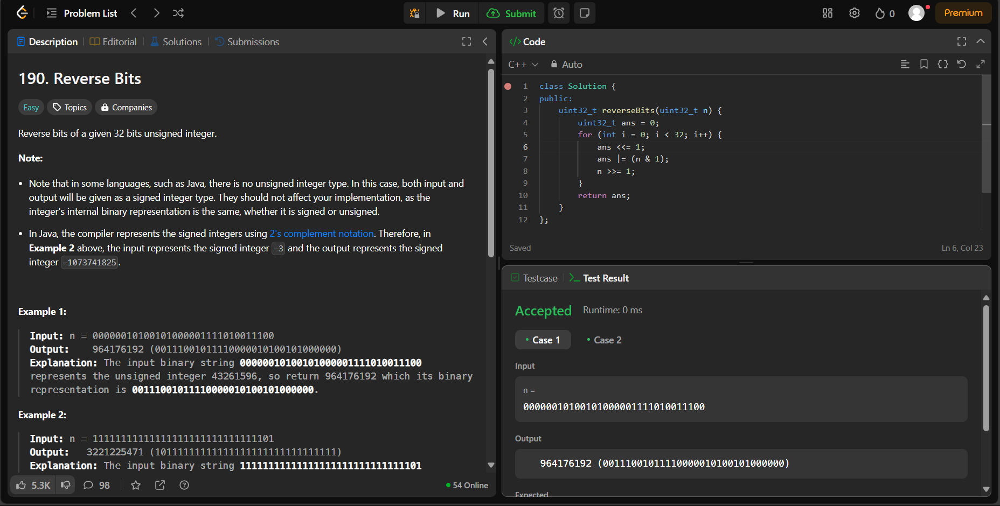 Problem List
Run
Submit
0
Premium
Description
Editorial
Solutions
Submissions
190. Reverse Bits
Easy
Topics
Companies
Reverse bits of a given 32 bits unsigned integer.
Note:
• Note that in some languages, such as Java, there is no unsigned integer type. In this case, both input and
output will be given as a signed integer type. They should not affect your implementation, as the
integer's internal binary representation is the same, whether it is signed or unsigned.
• In Java, the compiler represents the signed integers using 2's complement notation. Therefore, in
Example 2 above, the input represents the signed integer −3 and the output represents the signed
integer −1073741825.
Example 1:
Input: n = 00000010100101000001111010011100
Output:    964176192 (00111001011110000010100101000000)
Explanation: The input binary string 00000010100101000001111010011100
represents the unsigned integer 43261596, so return 964176192 which its binary
representation is 00111001011110000010100101000000.
Example 2:
Input: n = 11111111111111111111111111111101
Output:   3221225471 (10111111111111111111111111111111)
Explanation: The input binary string 11111111111111111111111111111101
5.3K
98
54 Online
</> Code
C++
Auto
1 class Solution {
2 public:
3     uint32_t reverseBits(uint32_t n) {
4         uint32_t ans = 0;
5         for (int i = 0; i < 32; i++) {
6             ans <<= 1;
7             ans |= (n & 1);
8             n >>= 1;
9         }
10         return ans;
11     }
12 };
Saved
Ln 6, Col 23
Testcase
>_ Test Result
Accepted
Runtime: 0 ms
• Case 1
• Case 2
Input
n =
00000010100101000001111010011100
Output
964176192 (00111001011110000010100101000000)
Expected